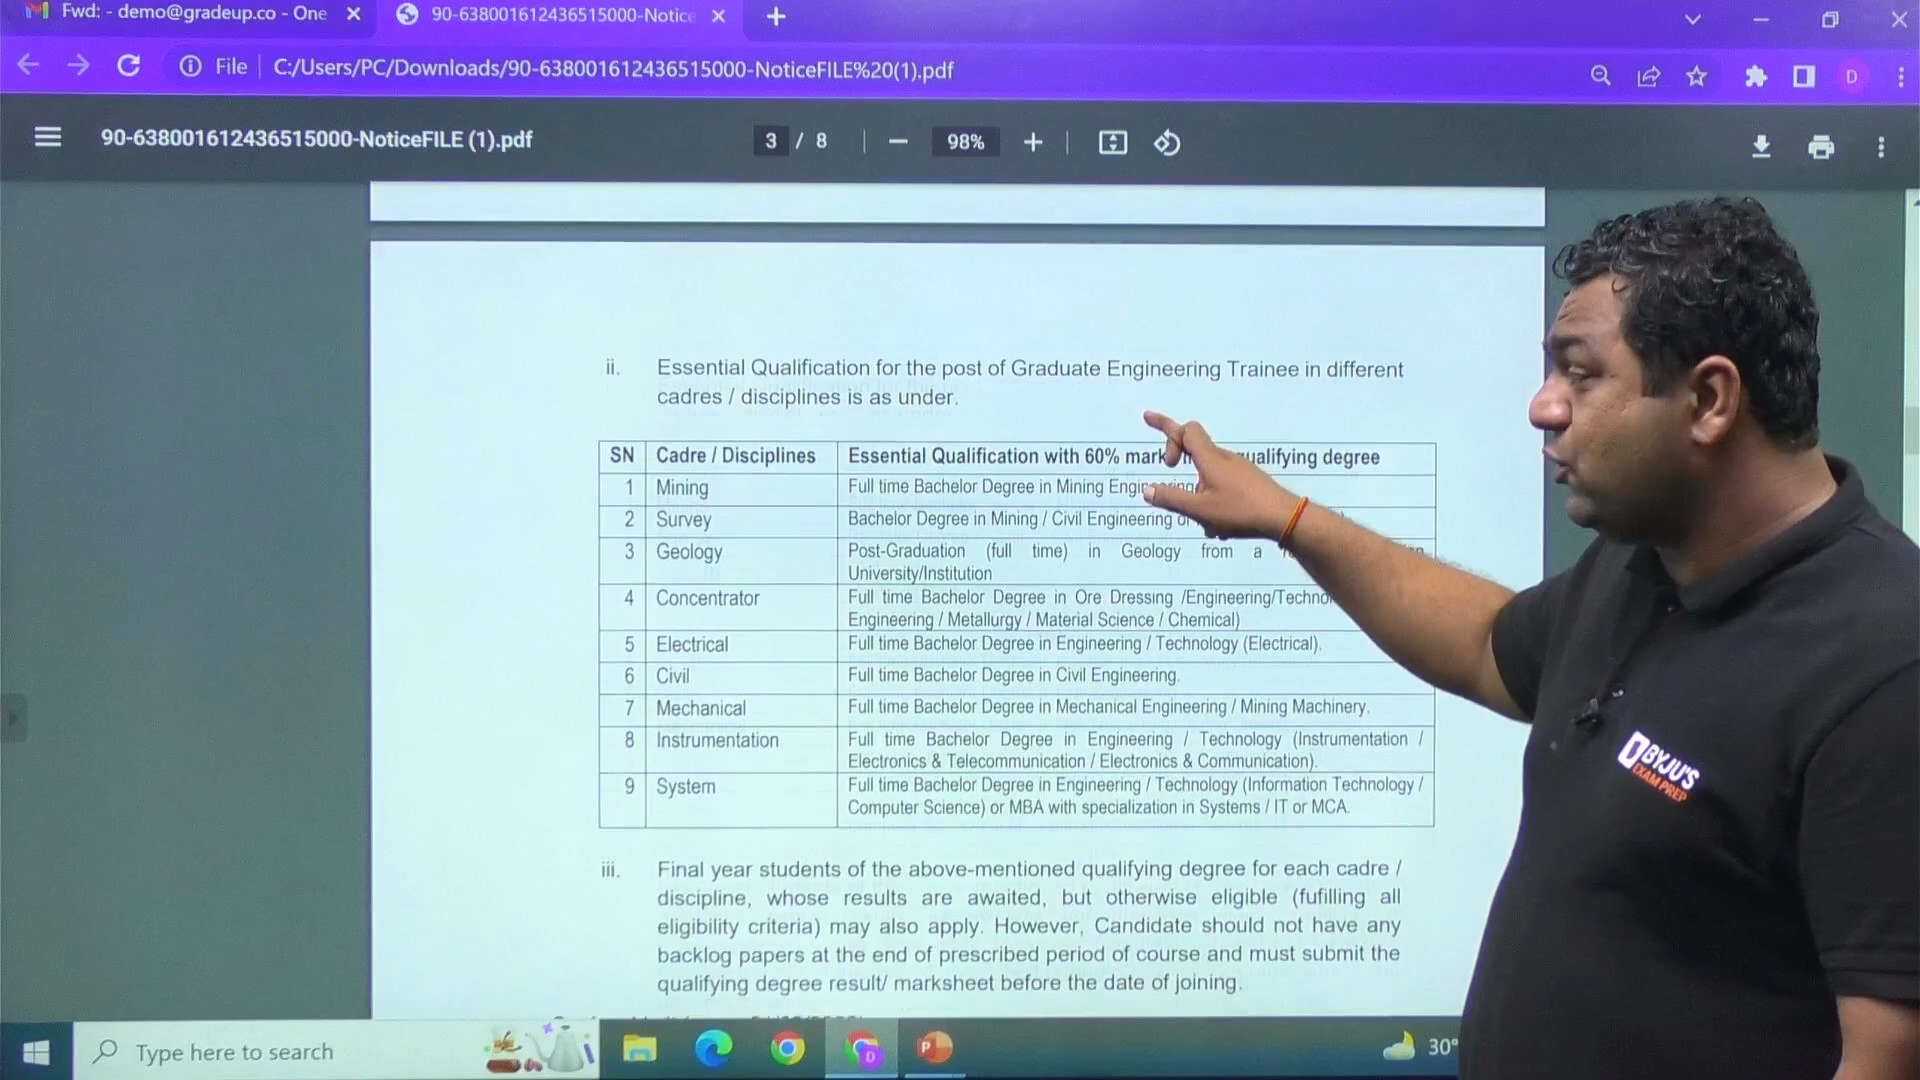 Fwd: - demo@gradeup.co - One
90-638001612436515000-Notice
File
C:/Users/PC/Downloads/90-638001612436515000-NoticeFILE%20(1).pdf
D
90-638001612436515000-NoticeFILE (1).pdf
3 / 8
98%
ii. Essential Qualification for the post of Graduate Engineering Trainee in different
cadres / disciplines is as under.
SN Cadre / Disciplines Essential Qualification with 60% qualifying degree
1 Mining Full time Bachelor Degree in Mining
2 Survey Bachelor Degree in Mining / Civil Engineering
3 Geology Post-Graduation (full time) in Geology from a
University/Institution
4 Concentrator Full time Bachelor Degree in Ore Dressing /Engineering/
Engineering / Metallurgy / Material Science / Chemical)
5 Electrical Full time Bachelor Degree in Engineering / Technology (Electrical).
6 Civil Full time Bachelor Degree in Civil Engineering.
7 Mechanical Full time Bachelor Degree in Mechanical Engineering / Mining Machinery.
8 Instrumentation Full time Bachelor Degree in Engineering / Technology (Instrumentation /
Electronics & Telecommunication / Electronics & Communication).
9 System Full time Bachelor Degree in Engineering / Technology (Information Technology /
Computer Science) or MBA with specialization in Systems / IT or MCA.
iii. Final year students of the above-mentioned qualifying degree for each cadre /
discipline, whose results are awaited, but otherwise eligible (fufilling all
eligibility criteria) may also apply. However, Candidate should not have any
backlog papers at the end of prescribed period of course and must submit the
qualifying degree result/ marksheet before the date of joining.
BYJU'S
EXAM PREP
Type here to search
D
P
30°